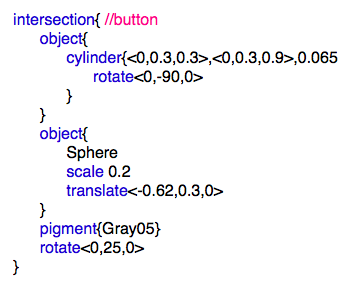 intersection{ //button
object{
cylinder{<0,0.3,0.3>,<0,0.3,0.9>,0.065
rotate<0,-90,0>
}
}
object{
Sphere
scale 0.2
translate<-0.62,0.3,0>
}
pigment{Gray05}
rotate<0,25,0>
}